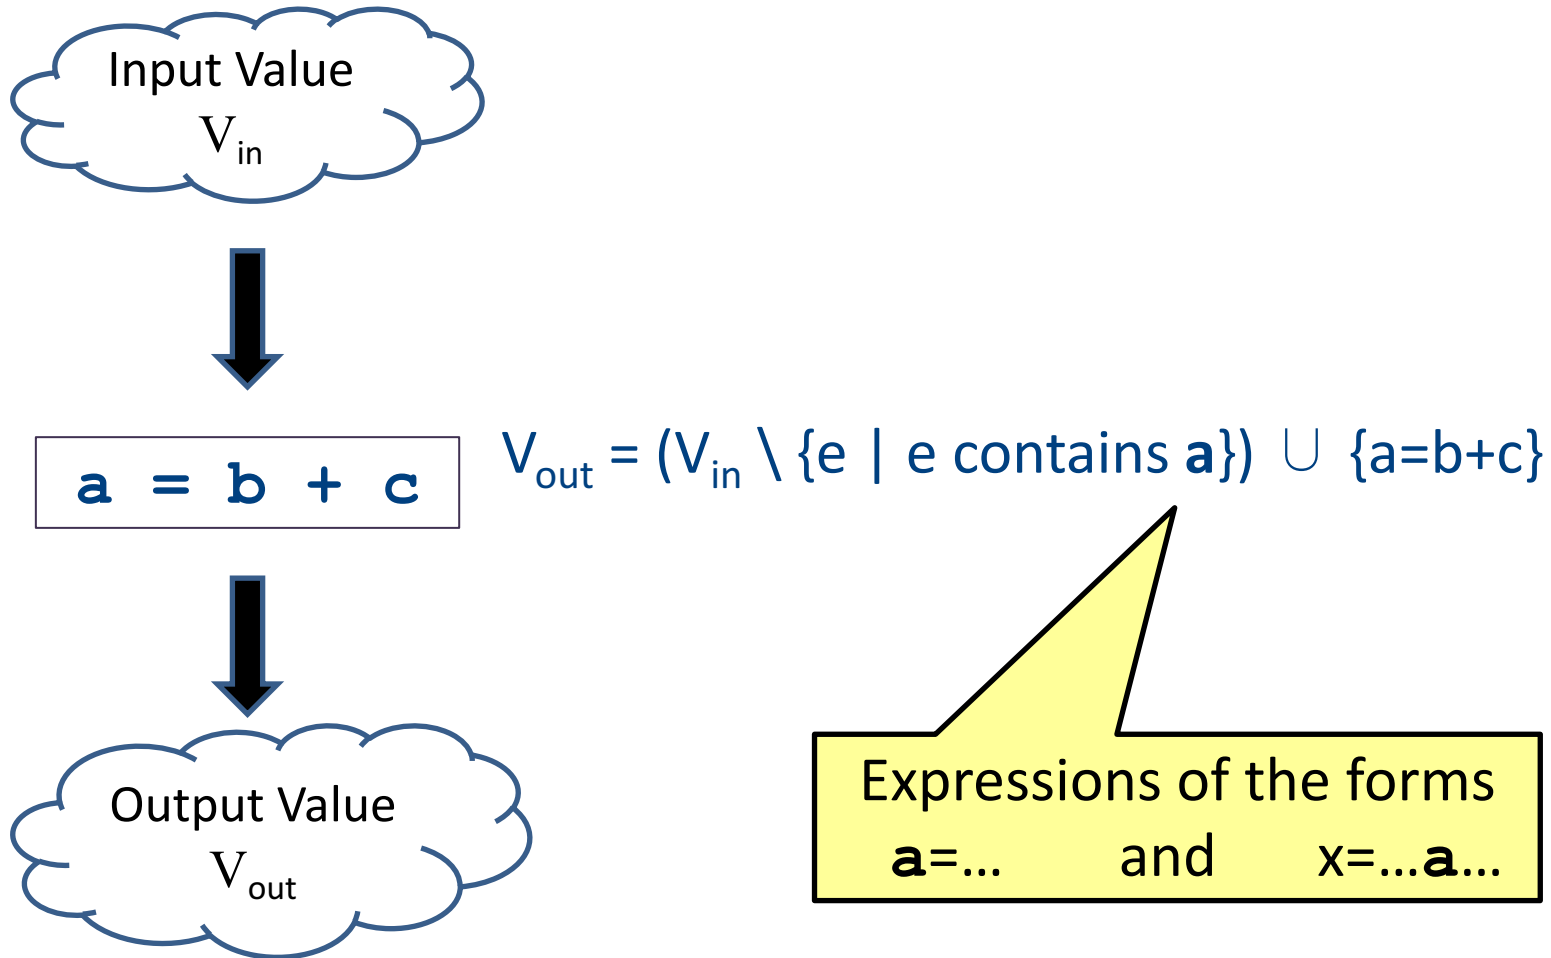 Input Value
Vin
a = b + c
Vout = (Vin \ {e | e contains a}) ∪ {a=b+c}
Output Value
Vout
Expressions of the forms
a=… and x=…a…